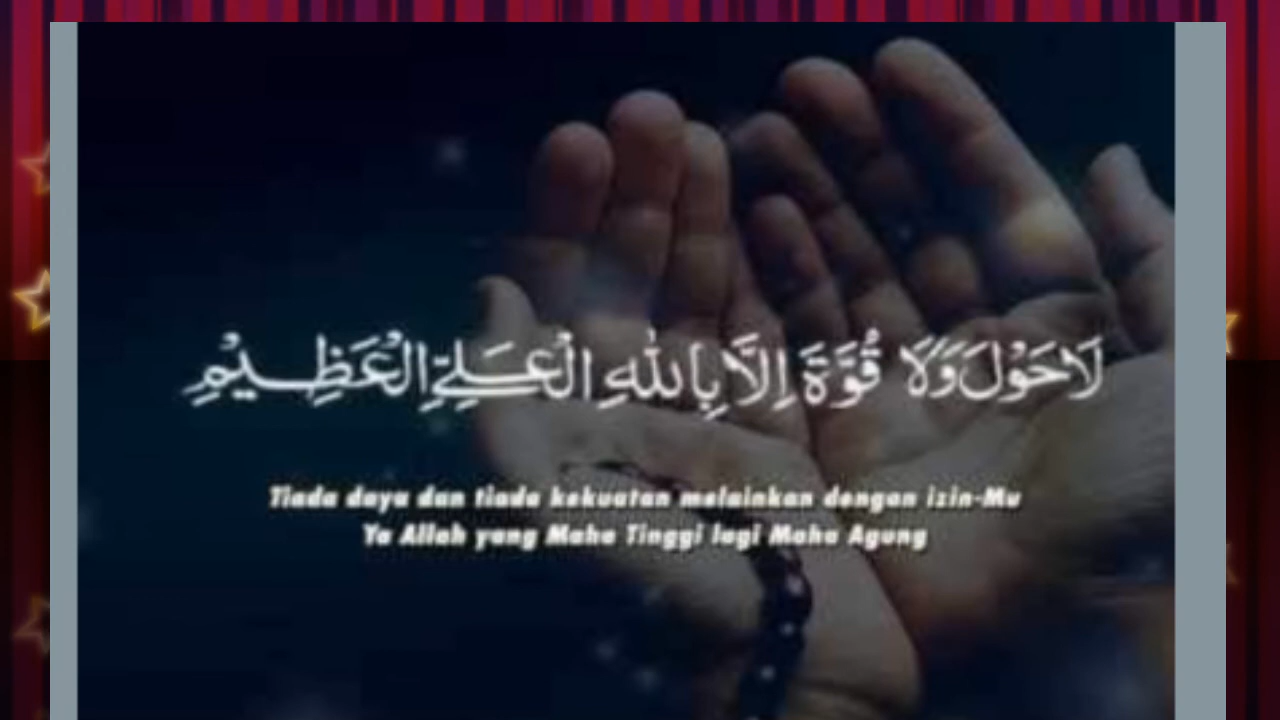 لَاحَوْلَ وَلَا قُوَّةَ إِلَّا بِاللهِ الْعَلِيِّ الْعَظِيْمِ
Tiada daya dan tiada kekuatan melainkan dengan izin-Mu
Ya Allah yang Maha Tinggi lagi Maha Agung